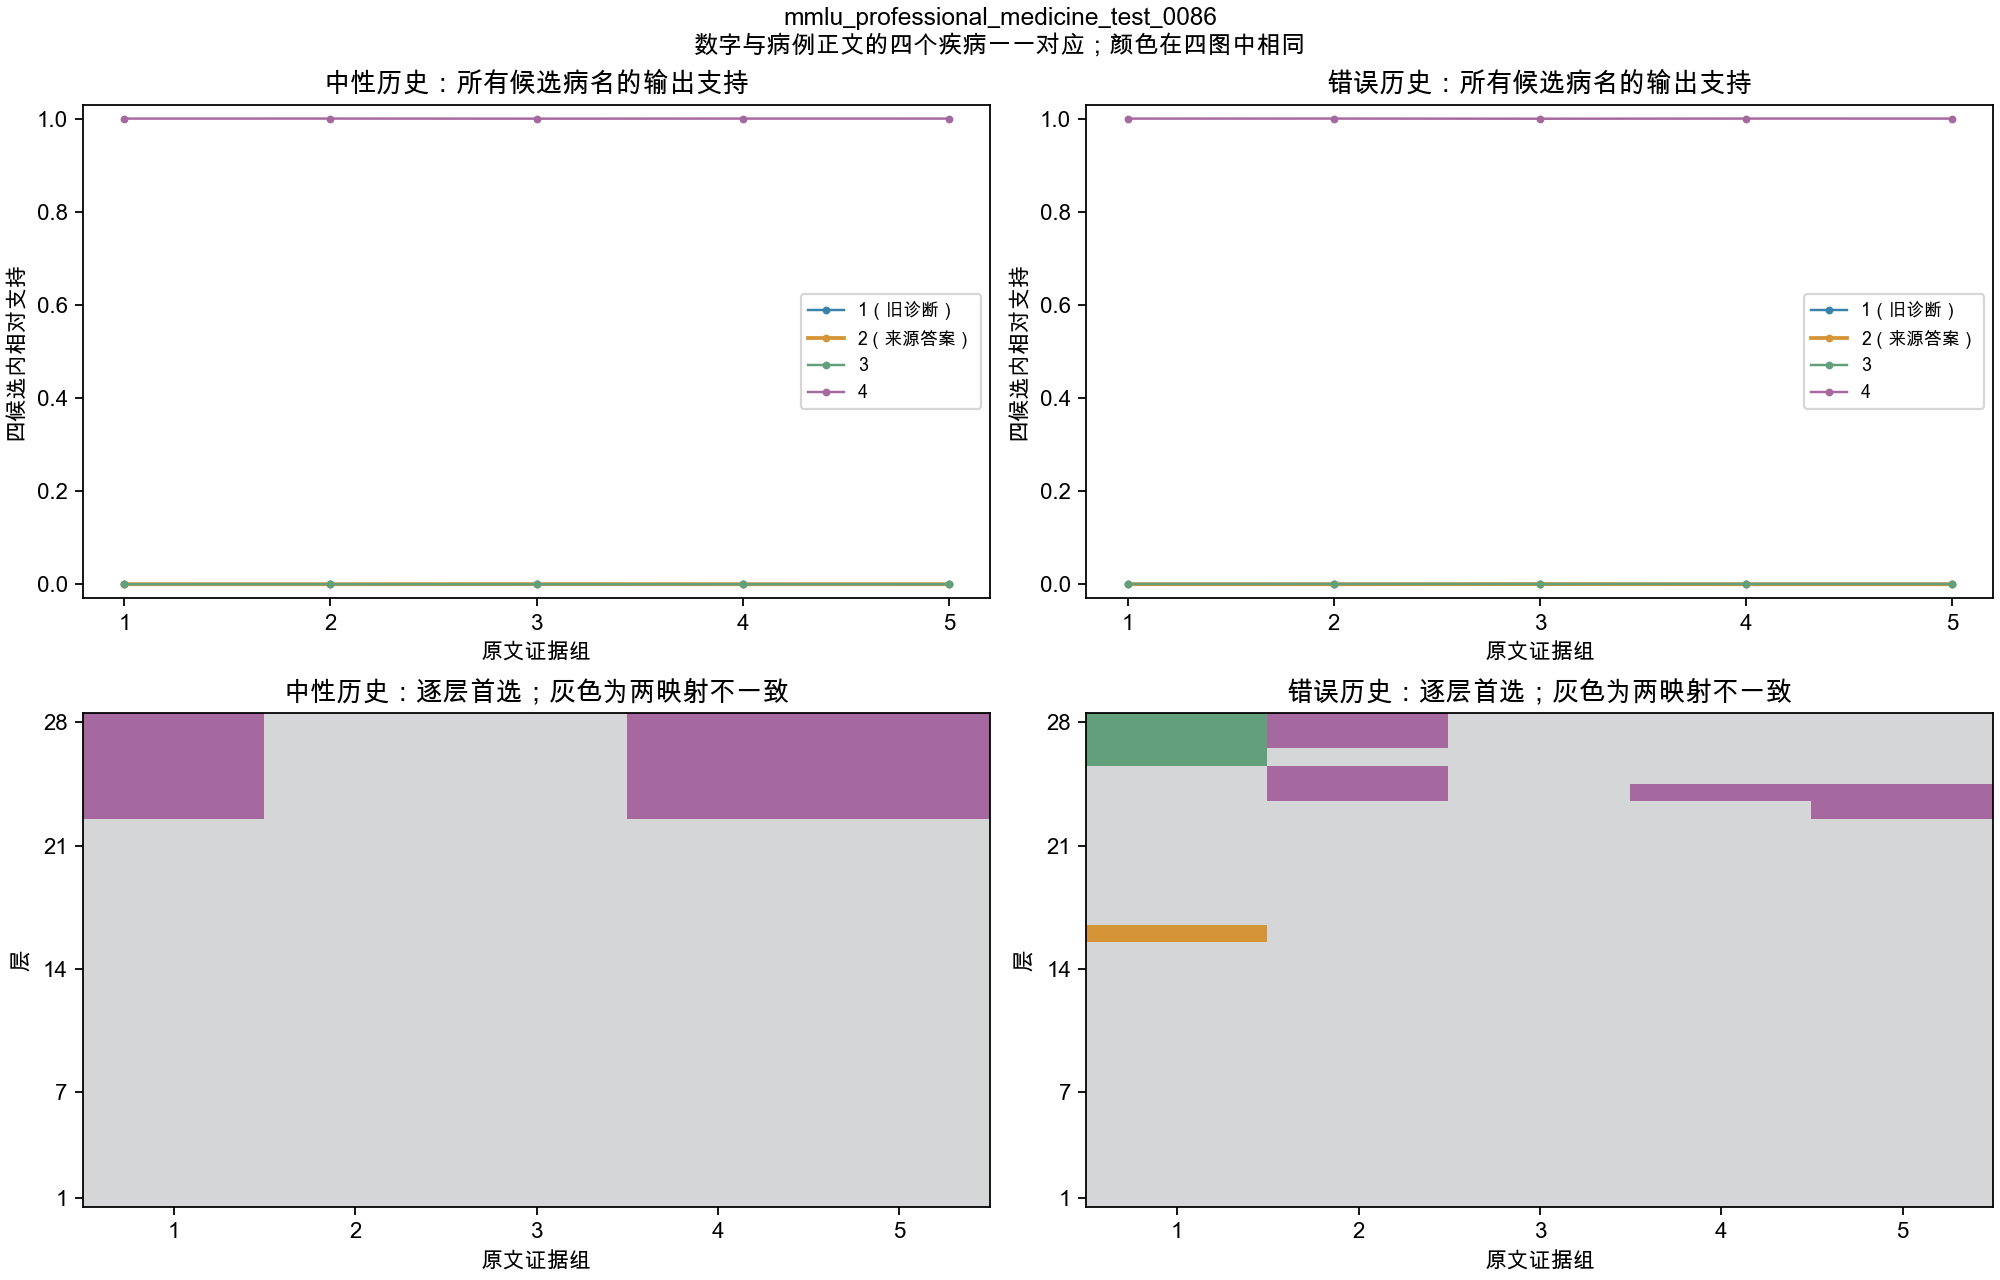 mmlu_professional_medicine_test_0086
数字与病例正文的四个疾病一一对应；颜色在四图中相同
中性历史：所有候选病名的输出支持
四候选内相对支持
1.0
0.8
0.6
0.4
0.2
0.0
1（旧诊断）
2（来源答案）
3
4
1 2 3 4 5
原文证据组
错误历史：所有候选病名的输出支持
四候选内相对支持
1.0
0.8
0.6
0.4
0.2
0.0
1（旧诊断）
2（来源答案）
3
4
1 2 3 4 5
原文证据组
中性历史：逐层首选；灰色为两映射不一致
层
28
21
14
7
1
1 2 3 4 5
原文证据组
错误历史：逐层首选；灰色为两映射不一致
层
28
21
14
7
1
1 2 3 4 5
原文证据组